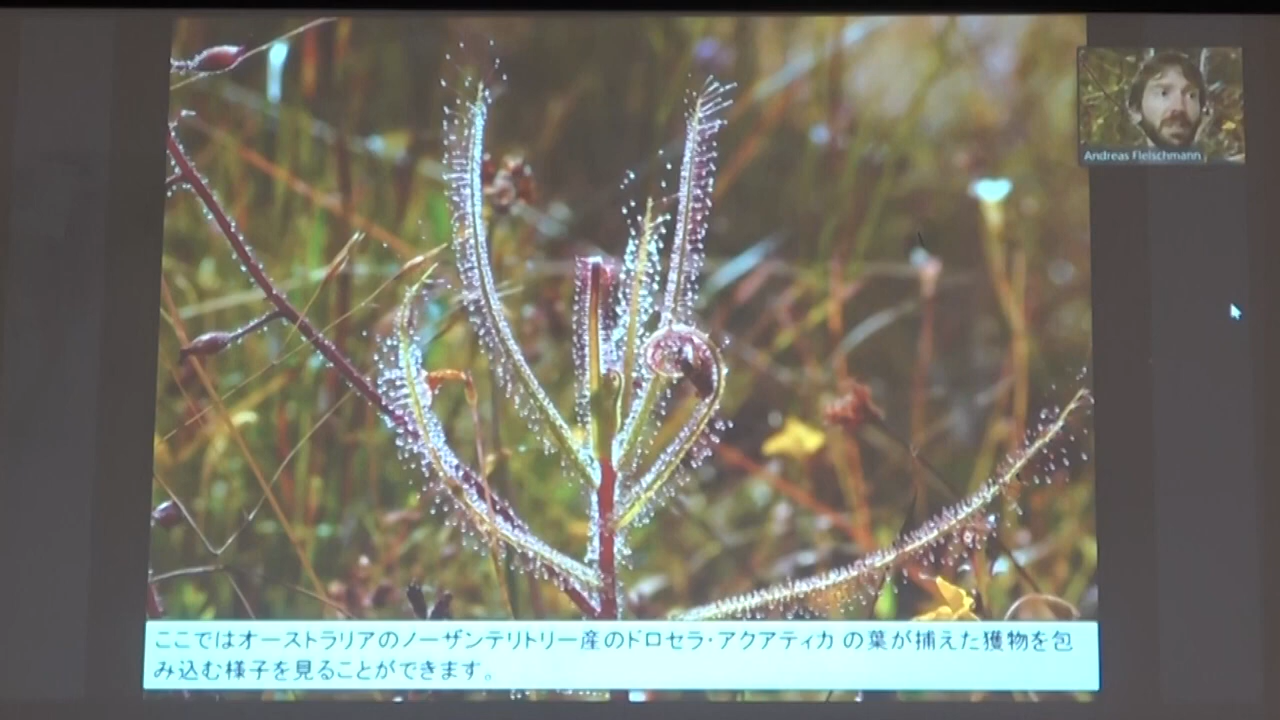 Andreas Fleischmann
ここではオーストラリアのノーザンテリトリー産のドロセラ・アクアティカ の葉が捕えた獲物を包
み込む様子を見ることができます。